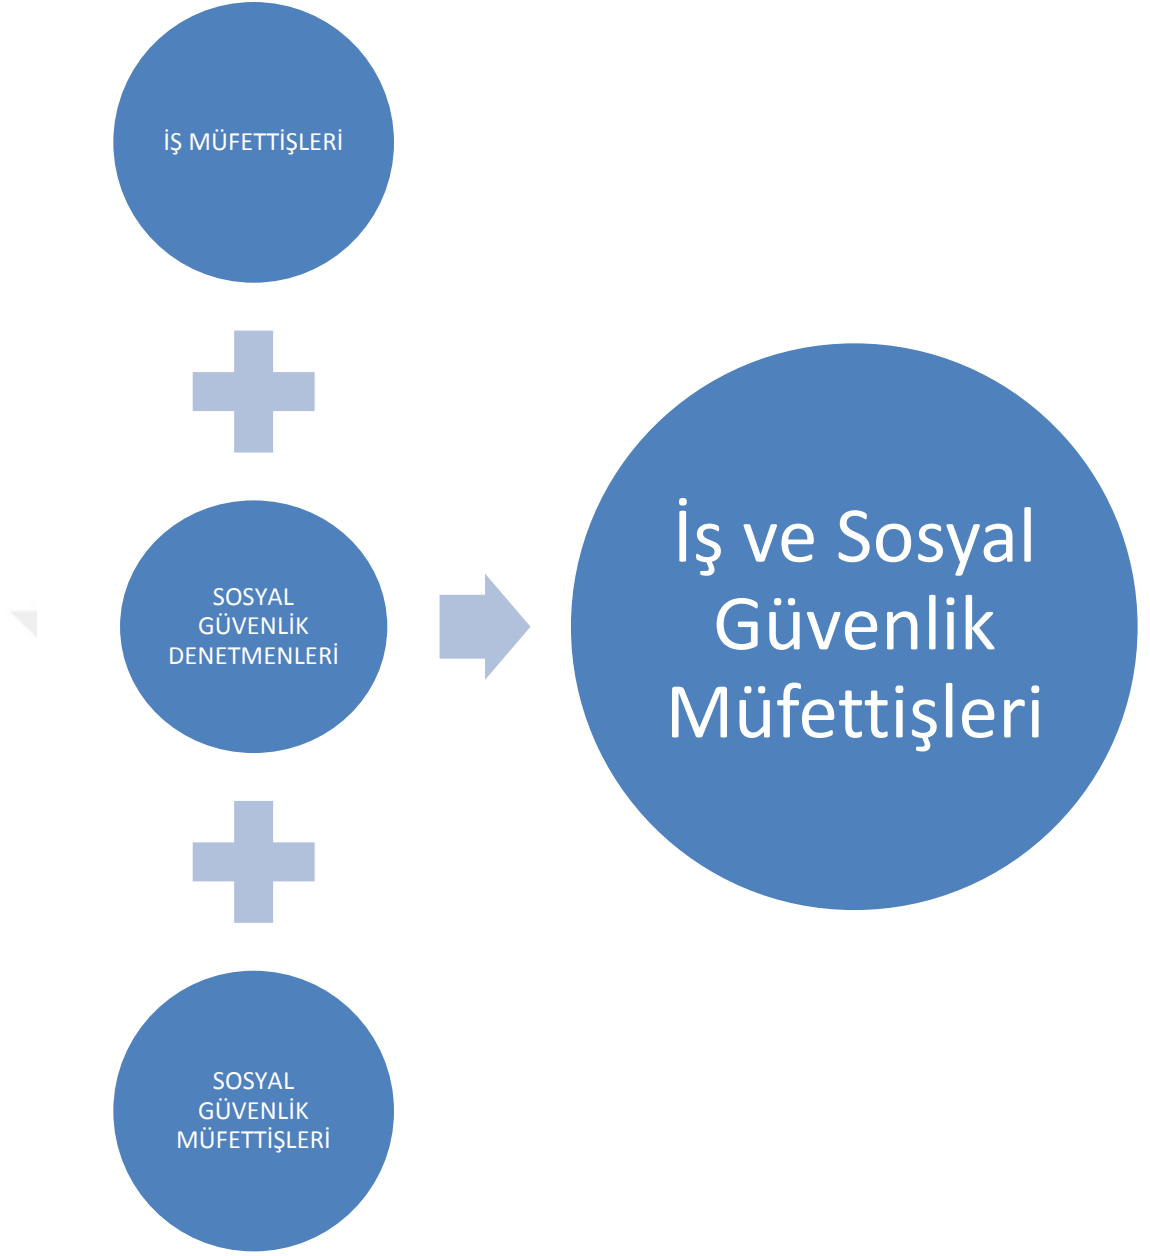 İŞ MÜFETTİŞLERİ
SOSYAL
GÜVENLİK
DENETMENLERİ
SOSYAL
GÜVENLİK
MÜFETTİŞLERİ
İş ve Sosyal
Güvenlik
Müfettişleri